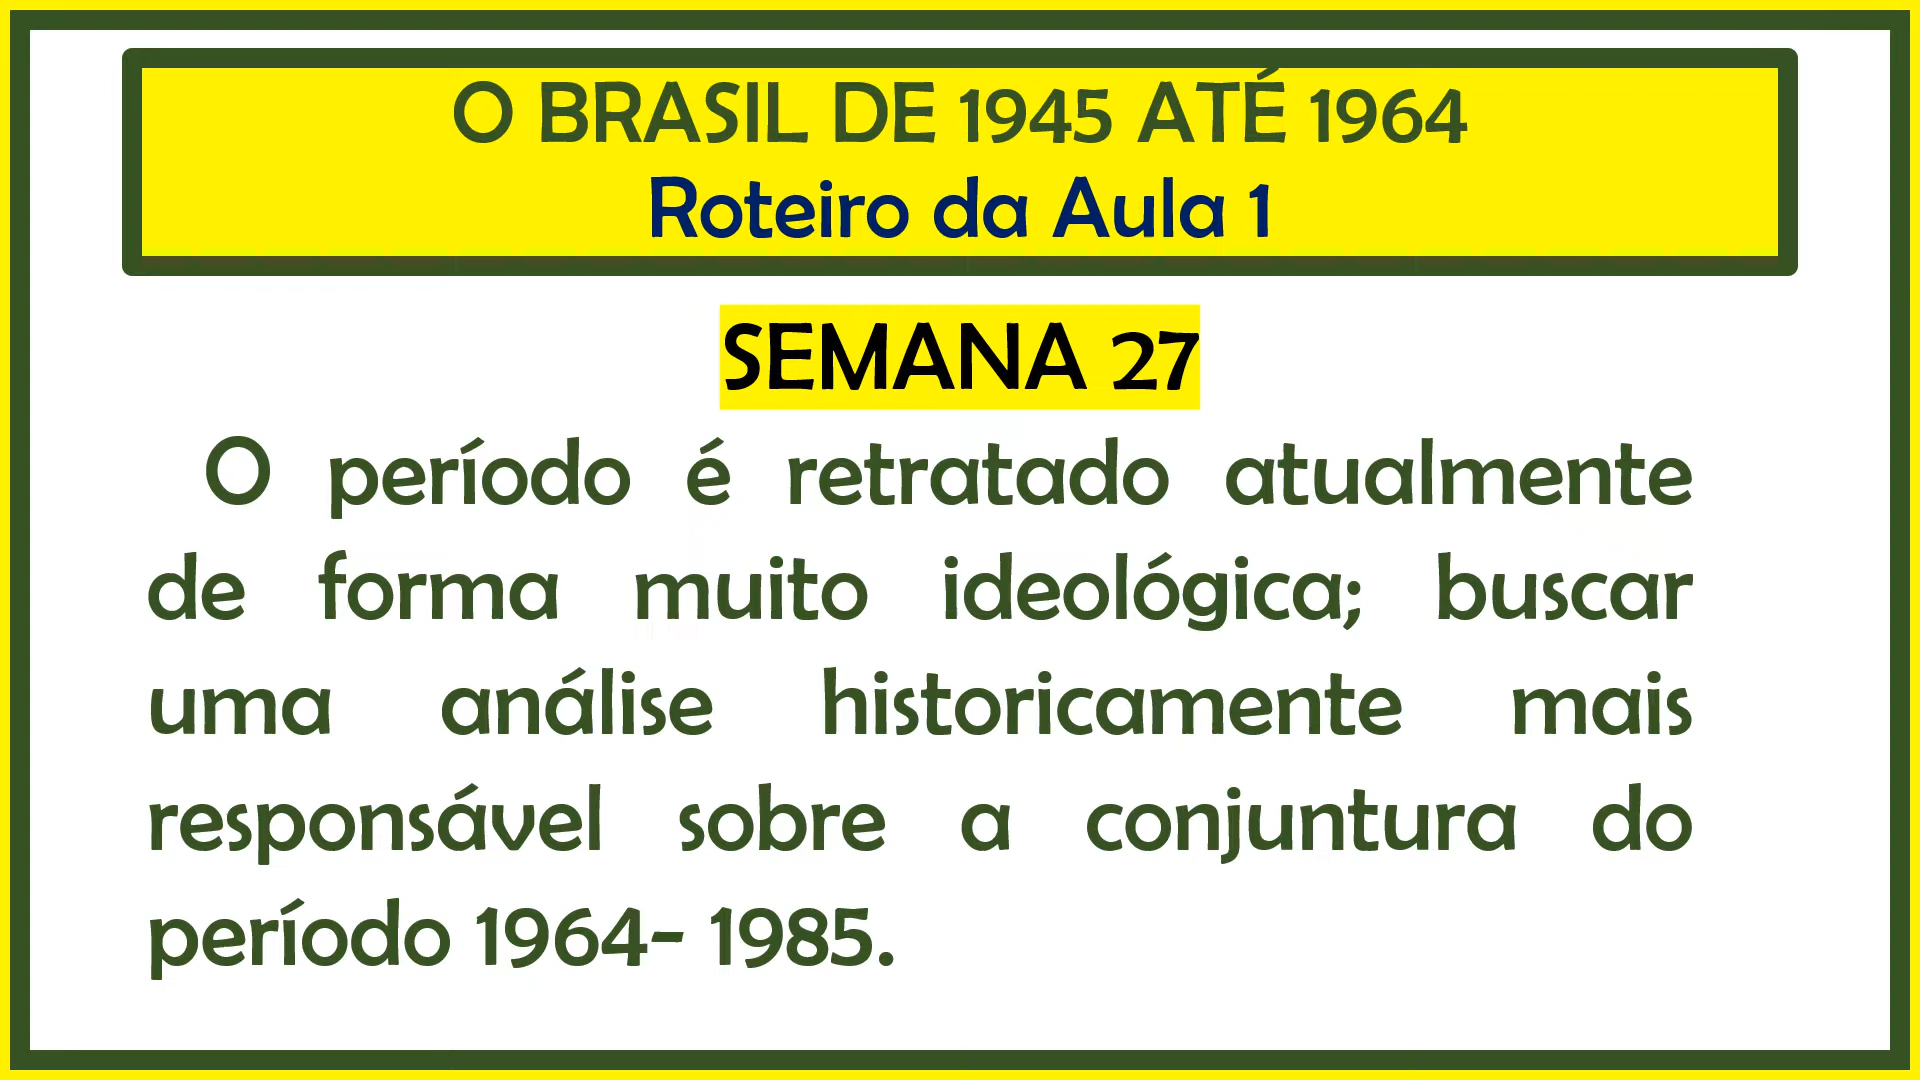 O BRASIL DE 1945 ATÉ 1964
Roteiro da Aula 1
SEMANA 27
O período é retratado atualmente
de forma muito ideológica; buscar
uma análise historicamente mais
responsável sobre a conjuntura do
período 1964- 1985.